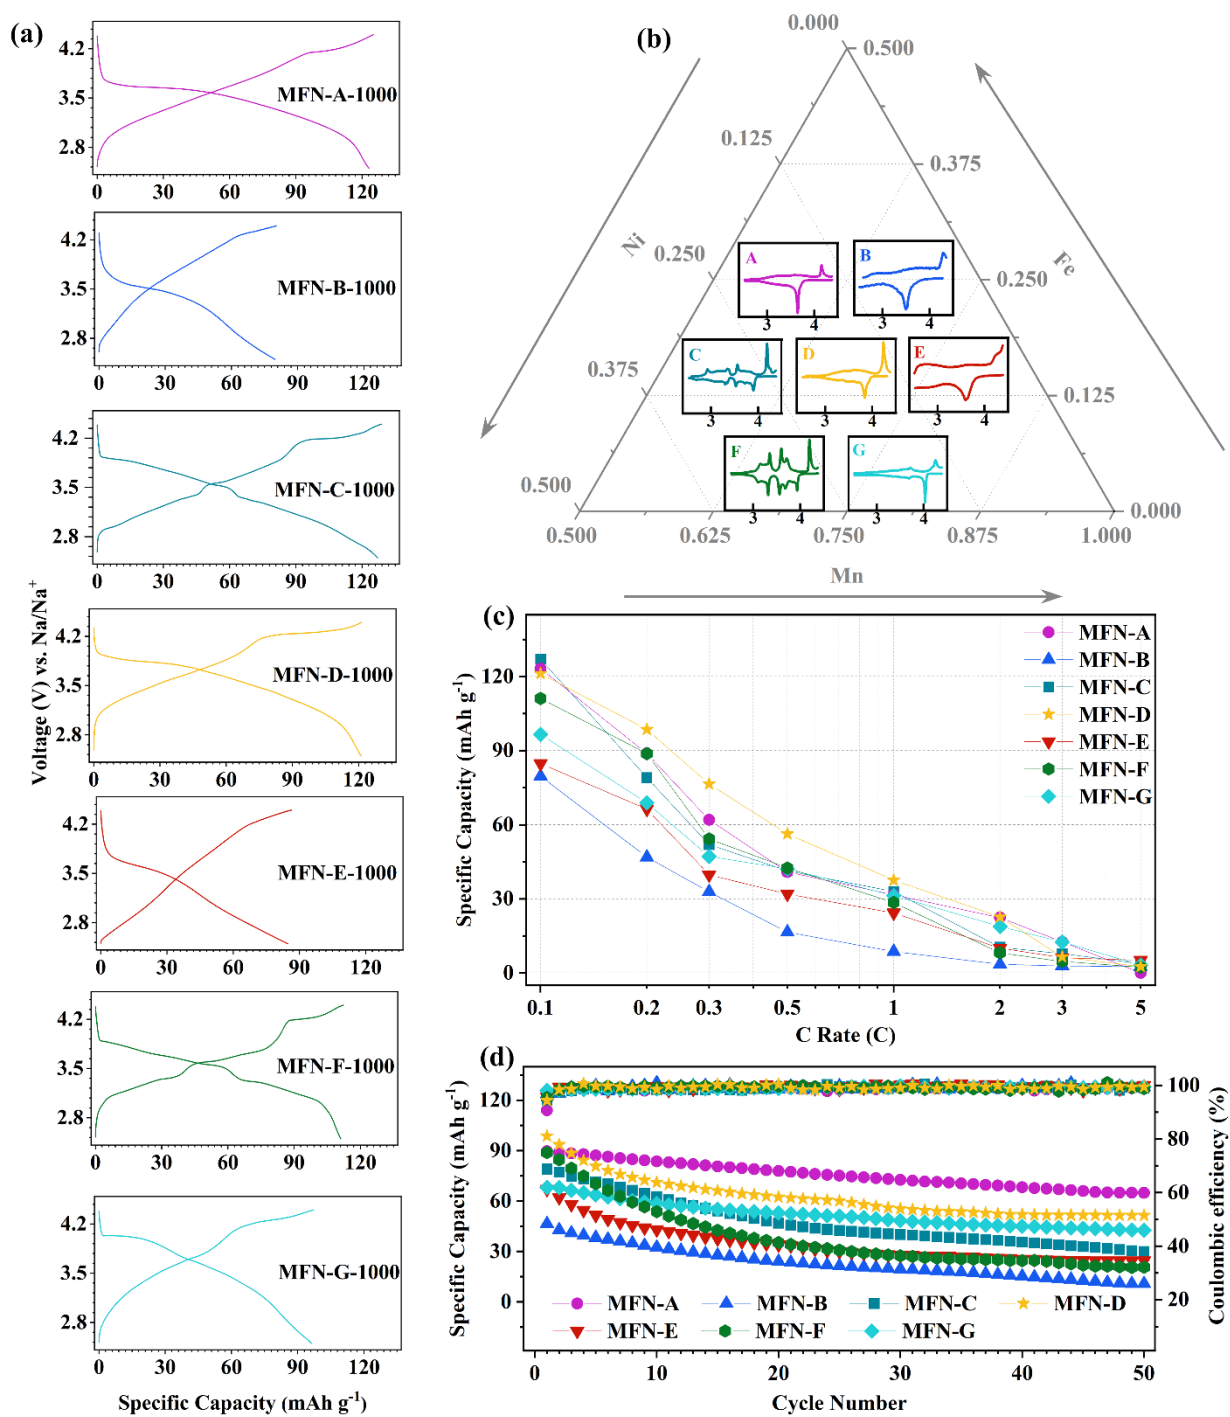 (a)
4.2
3.5
2.8
MFN-A-1000
0 30 60 90 120
4.2
3.5
2.8
MFN-B-1000
0 30 60 90 120
4.2
3.5
2.8
MFN-C-1000
0 30 60 90 120
4.2
3.5
2.8
MFN-D-1000
0 30 60 90 120
4.2
3.5
2.8
MFN-E-1000
0 30 60 90 120
4.2
3.5
2.8
MFN-F-1000
0 30 60 90 120
4.2
3.5
2.8
MFN-G-1000
0 30 60 90 120
Voltage (V) vs. Na/Na⁺
Specific Capacity (mAh g⁻¹)
(b)
0.000
0.125
0.250
0.375
0.500
Ni
0.500
0.375
0.250
0.125
0.000
Fe
0.500 0.625 0.750 0.875 1.000
Mn
A
3 4
B
3 4
C
3 4
D
3 4
E
3 4
F
3 4
G
3 4
(c)
Specific Capacity (mAh g⁻¹)
120
90
60
30
0
0.1 0.2 0.3 0.5 1 2 3 5
C Rate (C)
MFN-A
MFN-B
MFN-C
MFN-D
MFN-E
MFN-F
MFN-G
(d)
Specific Capacity (mAh g⁻¹)
120
90
60
30
0
100
80
60
40
20
Coulombic efficiency (%)
MFN-A MFN-B MFN-C MFN-D
MFN-E MFN-F MFN-G
0 10 20 30 40 50
Cycle Number